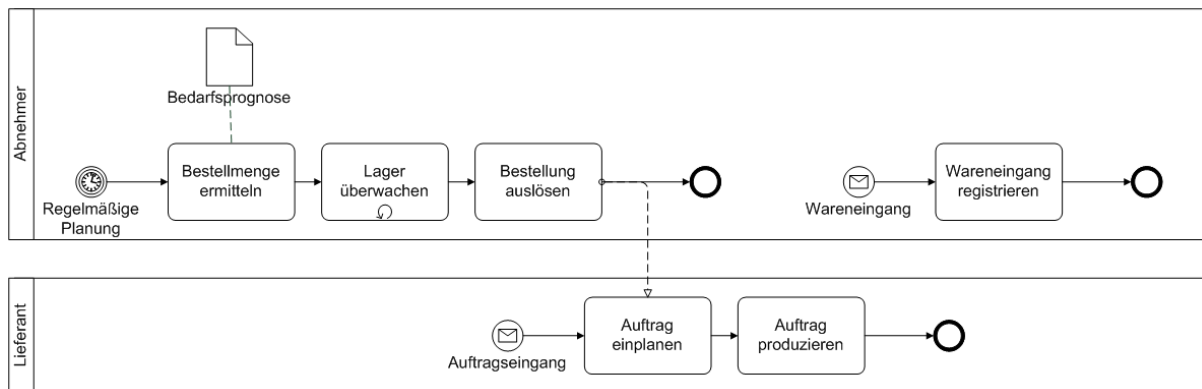 Abnehmer
Bedarfsprognose
Regelmäßige
Planung
Bestellmenge
ermitteln
Lager
überwachen
Bestellung
auslösen
Wareneingang
Wareneingang
registrieren
Lieferant
Auftragseingang
Auftrag
einplanen
Auftrag
produzieren